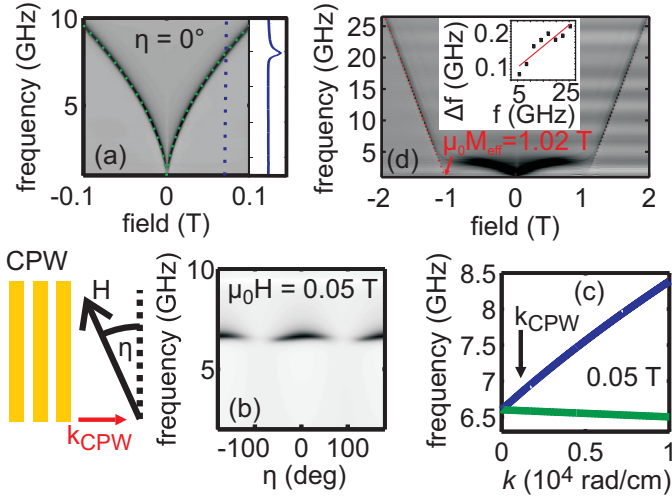 frequency (GHz)
10
5
η = 0°
(a)
-0.1
0
0.1
field (T)
frequency (GHz)
25
20
15
10
5
Δf (GHz)
0.2
0.1
5
25
f (GHz)
μ₀M_eff=1.02 T
(d)
-2
-1
0
1
2
field (T)
CPW
H
η
k_CPW
frequency (GHz)
10
5
μ₀H = 0.05 T
(b)
-100
0
100
η (deg)
frequency (GHz)
8.5
8
7.5
7
6.5
(c)
k_CPW
0.05 T
0
0.5
1
k (10⁴ rad/cm)